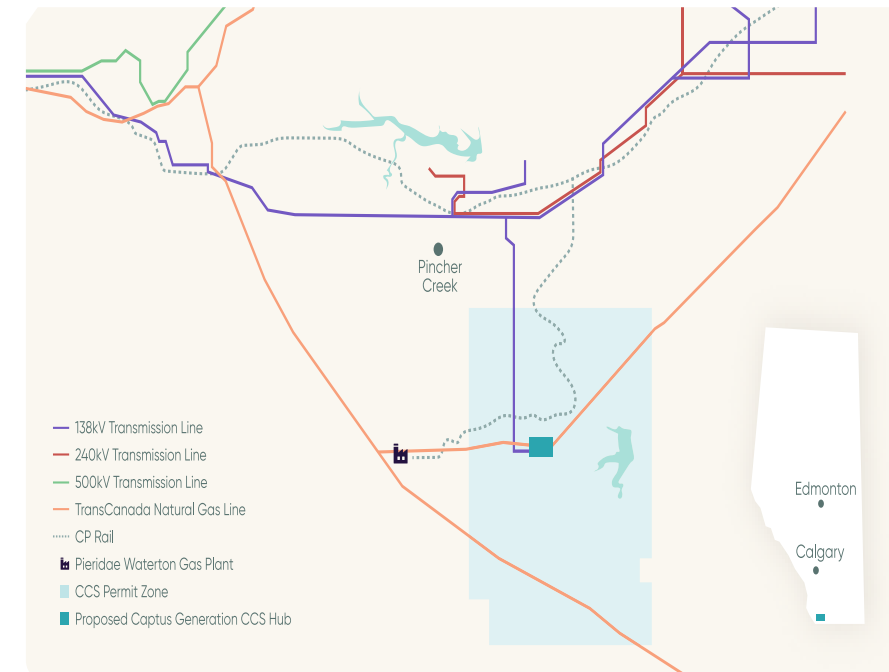 Pincher
Creek
138kV Transmission Line
240kV Transmission Line
500kV Transmission Line
TransCanada Natural Gas Line
CP Rail
Pieridae Waterton Gas Plant
CCS Permit Zone
Proposed Captus Generation CCS Hub
Edmonton
Calgary